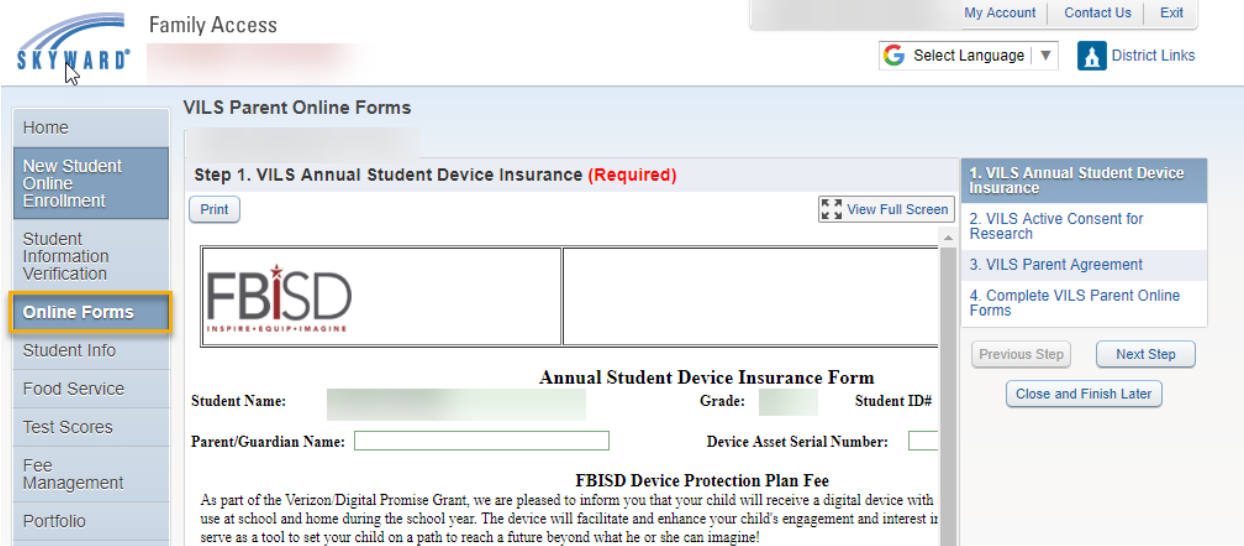 SKYWARD®
Family Access
My Account
Contact Us
Exit
Select Language
District Links
Home
New Student
Online
Enrollment
Student
Information
Verification
Online Forms
Student Info
Food Service
Test Scores
Fee
Management
Portfolio
VILS Parent Online Forms
Step 1. VILS Annual Student Device Insurance (Required)
Print
View Full Screen
FBISD
INSPIRE•EQUIP•IMAGINE
Annual Student Device Insurance Form
Student Name: Grade: Student ID#
Parent/Guardian Name: Device Asset Serial Number:
FBISD Device Protection Plan Fee
As part of the Verizon/Digital Promise Grant, we are pleased to inform you that your child will receive a digital device with
use at school and home during the school year. The device will facilitate and enhance your child's engagement and interest in
serve as a tool to set your child on a path to reach a future beyond what he or she can imagine!
1. VILS Annual Student Device
Insurance
2. VILS Active Consent for
Research
3. VILS Parent Agreement
4. Complete VILS Parent Online
Forms
Previous Step
Next Step
Close and Finish Later